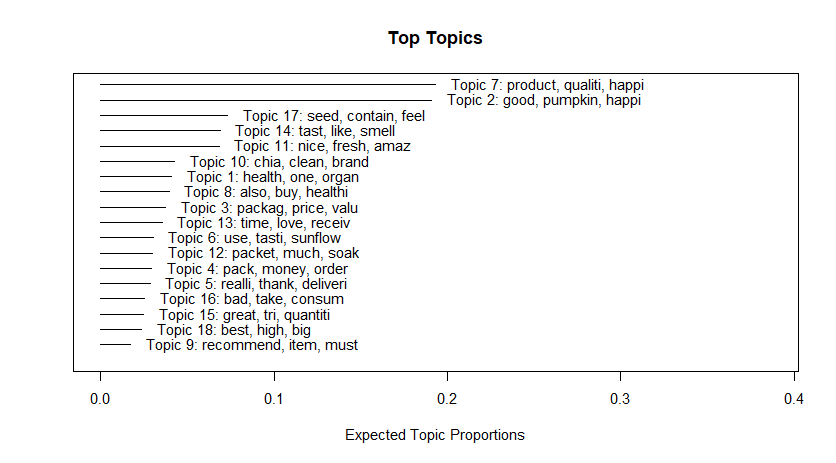 Top Topics
Topic 7: product, qualiti, happi
Topic 2: good, pumpkin, happi
Topic 17: seed, contain, feel
Topic 14: tast, like, smell
Topic 11: nice, fresh, amaz
Topic 10: chia, clean, brand
Topic 1: health, one, organ
Topic 8: also, buy, healthi
Topic 3: packag, price, valu
Topic 13: time, love, receiv
Topic 6: use, tasti, sunflow
Topic 12: packet, much, soak
Topic 4: pack, money, order
Topic 5: realli, thank, deliveri
Topic 16: bad, take, consum
Topic 15: great, tri, quantiti
Topic 18: best, high, big
Topic 9: recommend, item, must
0.0 0.1 0.2 0.3 0.4
Expected Topic Proportions